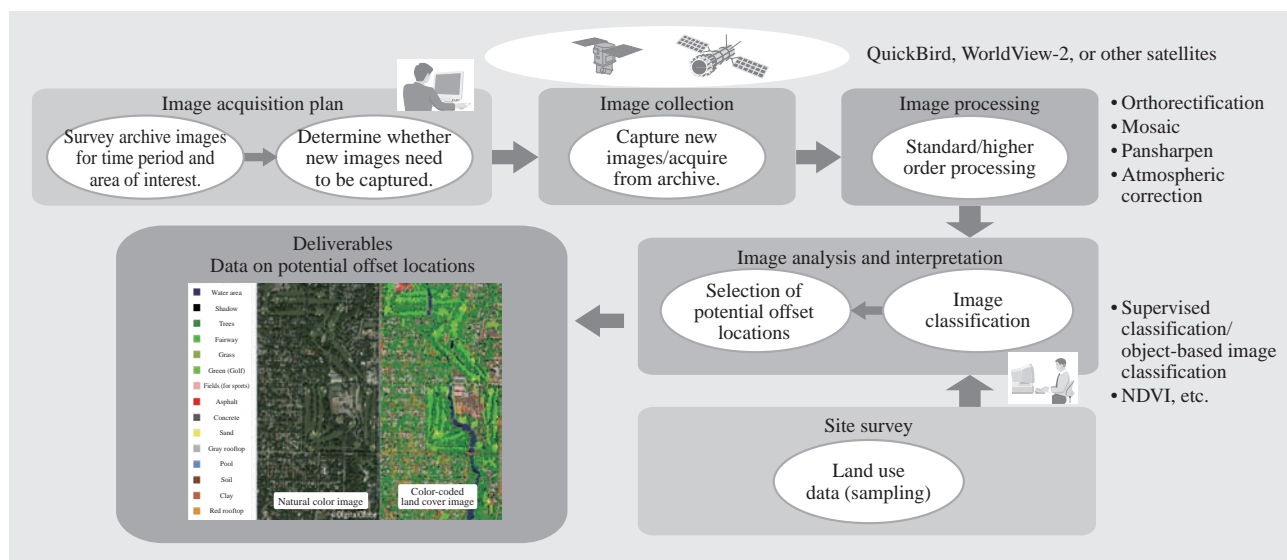 QuickBird, WorldView-2, or other satellites
Image acquisition plan
Survey archive images
for time period and
area of interest.
Determine whether
new images need
to be captured.
Image collection
Capture new
images/acquire
from archive.
Image processing
Standard/higher
order processing
• Orthorectification
• Mosaic
• Pansharpen
• Atmospheric
correction
Image analysis and interpretation
Image
classification
Selection of
potential offset
locations
• Supervised
classification/
object-based image
classification
• NDVI, etc.
Site survey
Land use
data (sampling)
Deliverables
Data on potential offset locations
Water area
Shadow
Trees
Fairway
Grass
Green (Golf)
Fields (for sports)
Asphalt
Concrete
Sand
Gray rooftop
Pool
Soil
Clay
Red rooftop
Natural color image
Color-coded
land cover image